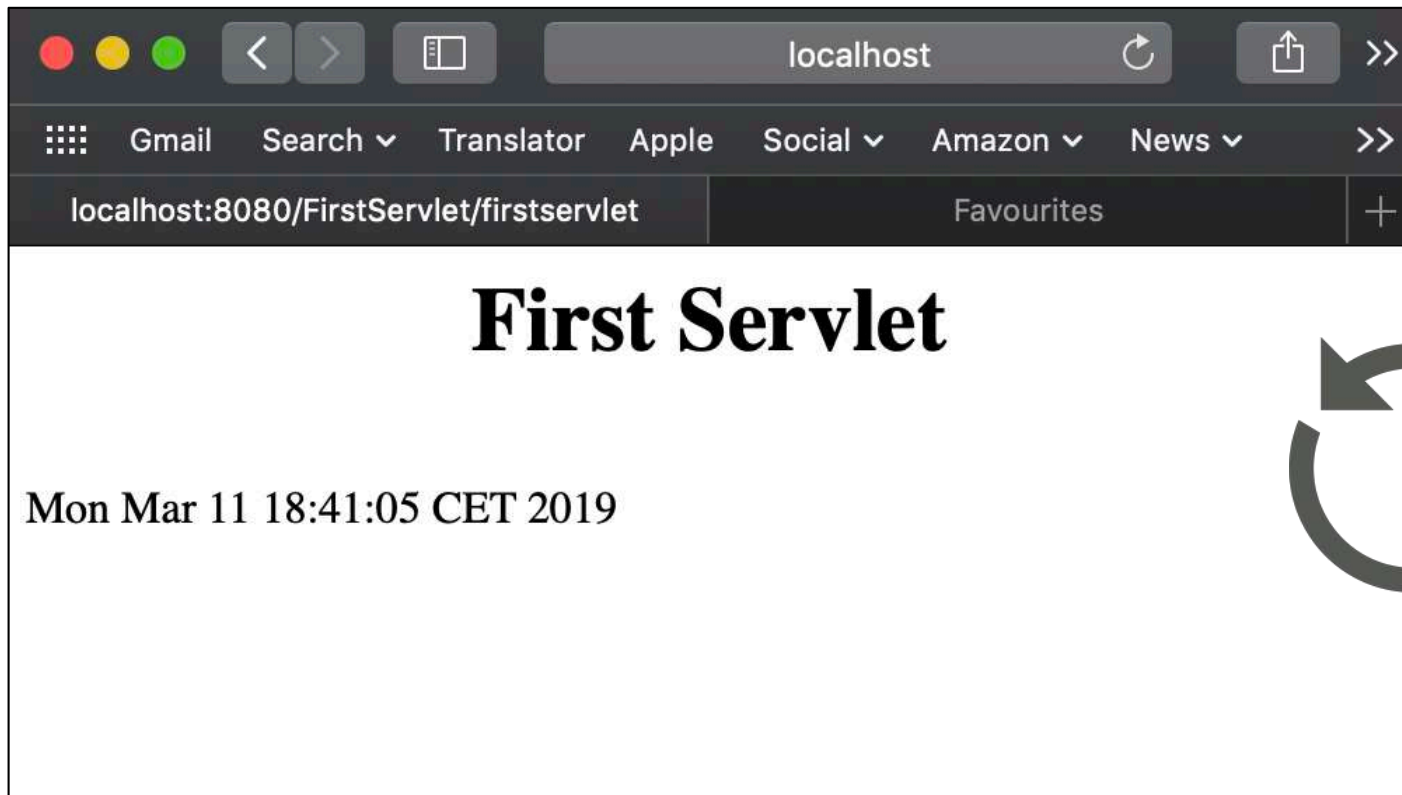 localhost
Gmail Search Translator Apple Social Amazon News
localhost:8080/FirstServlet/firstservlet Favourites
First Servlet
Mon Mar 11 18:41:05 CET 2019